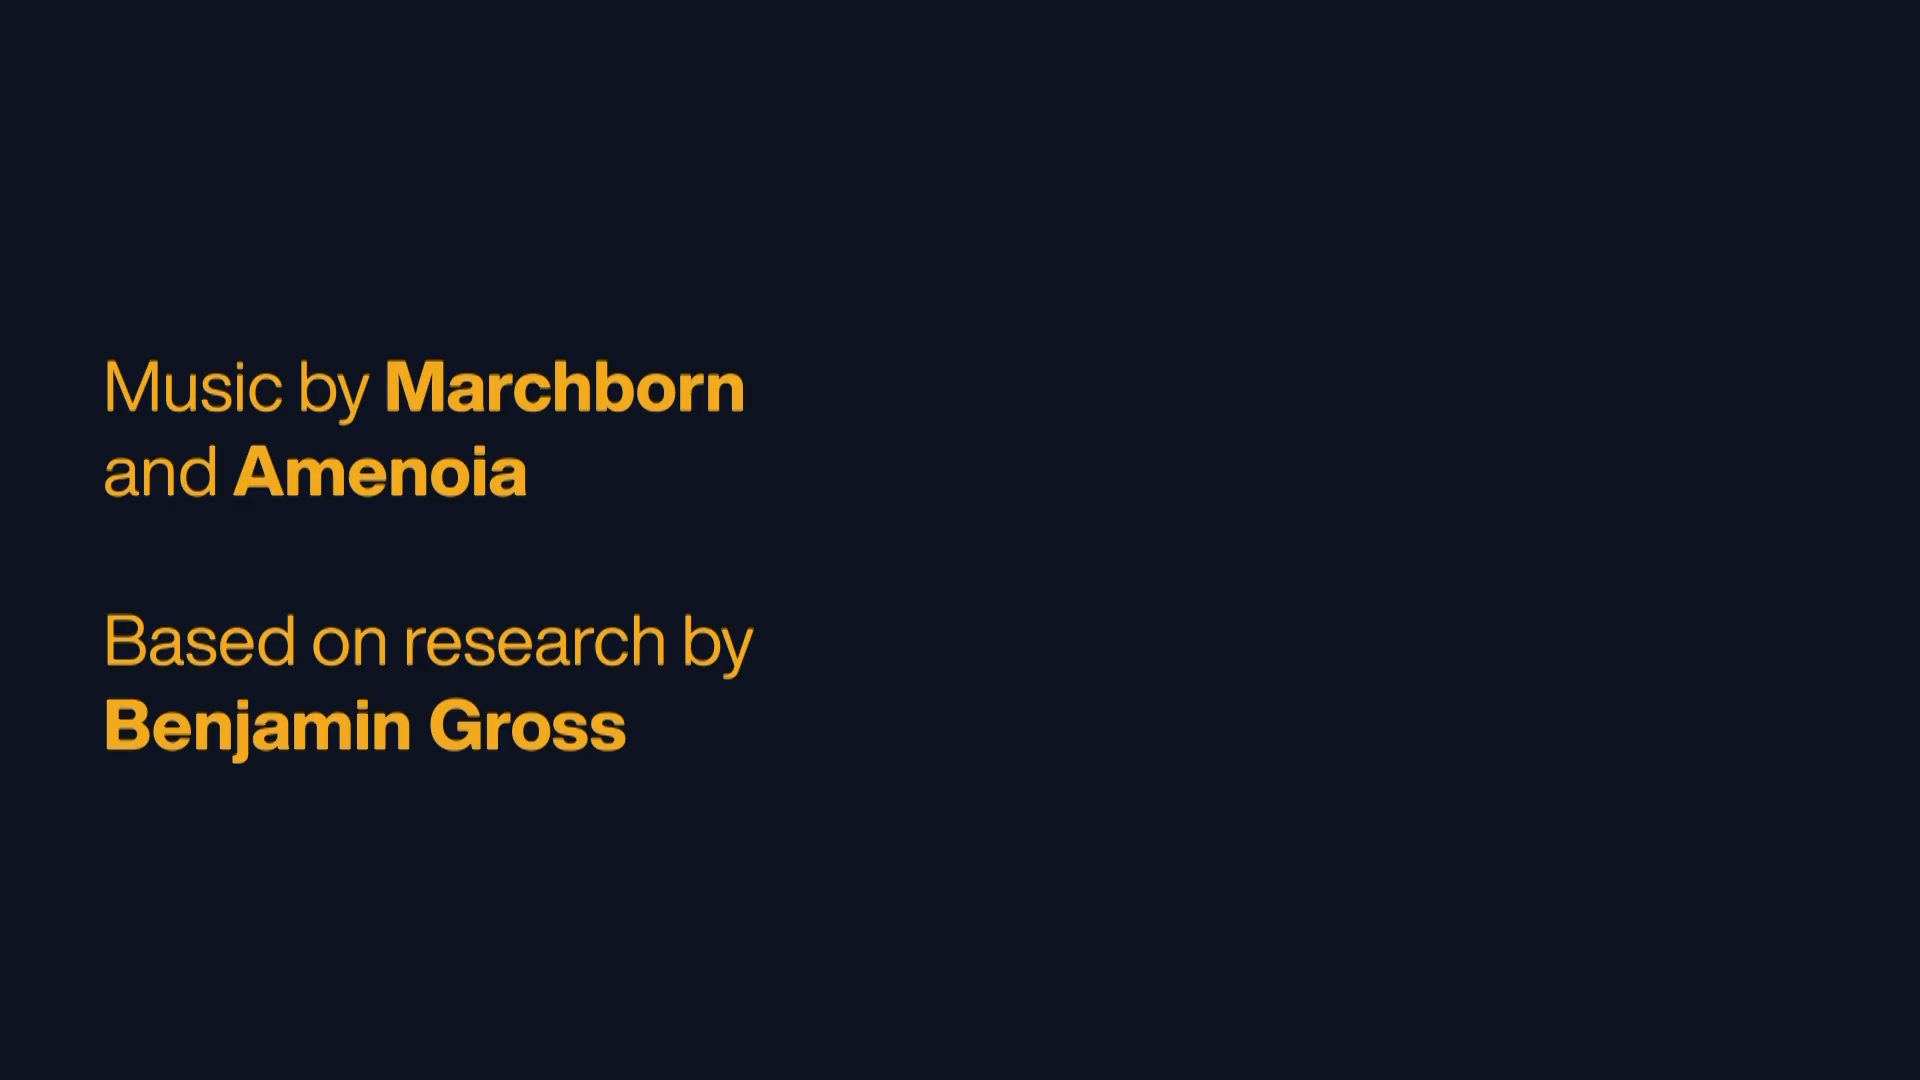 Music by Marchborn
and Amenoia
Based on research by
Benjamin Gross